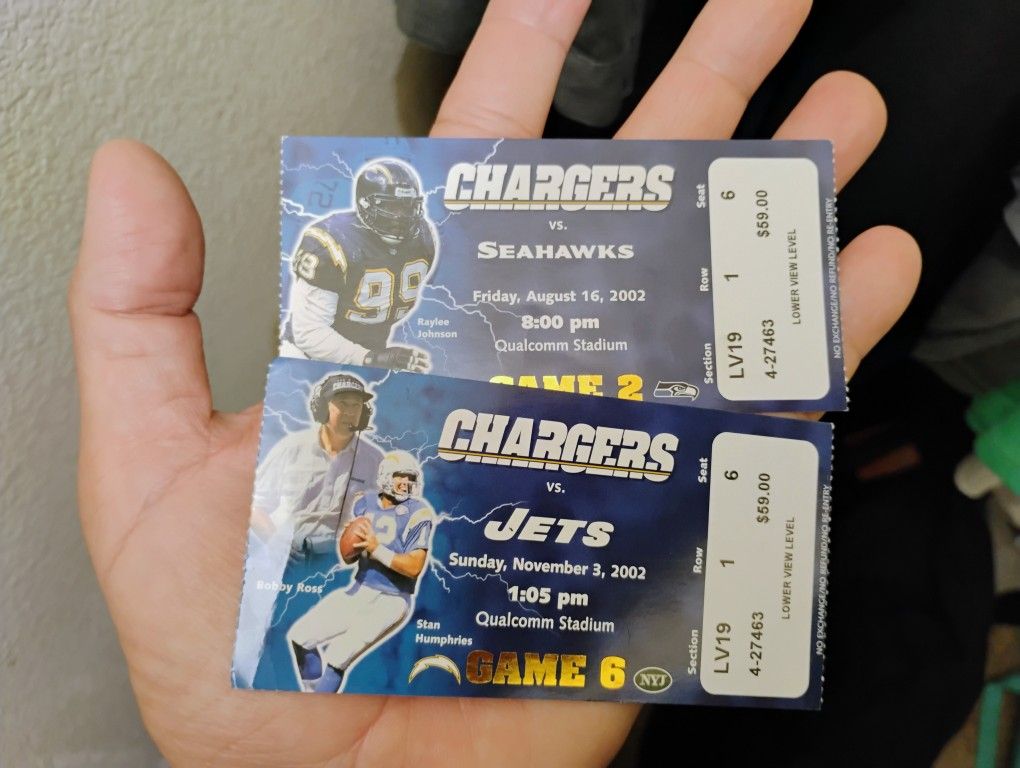 CHARGERS
VS.
SEAHAWKS
Friday, August 16, 2002
8:00 pm
Qualcomm Stadium
GAME 2
99
Raylee
Johnson
Section Row Seat
LV19 1 6
4-27463 $59.00
LOWER VIEW LEVEL
NO EXCHANGE/NO REFUND/NO RE-ENTRY
CHARGERS
CHARGERS
VS.
JETS
Sunday, November 3, 2002
1:05 pm
Qualcomm Stadium
GAME 6
NYJ
Bobby Ross
Stan
Humphries
Section Row Seat
LV19 1 6
4-27463 $59.00
LOWER VIEW LEVEL
NO EXCHANGE/NO REFUND/NO RE-ENTRY